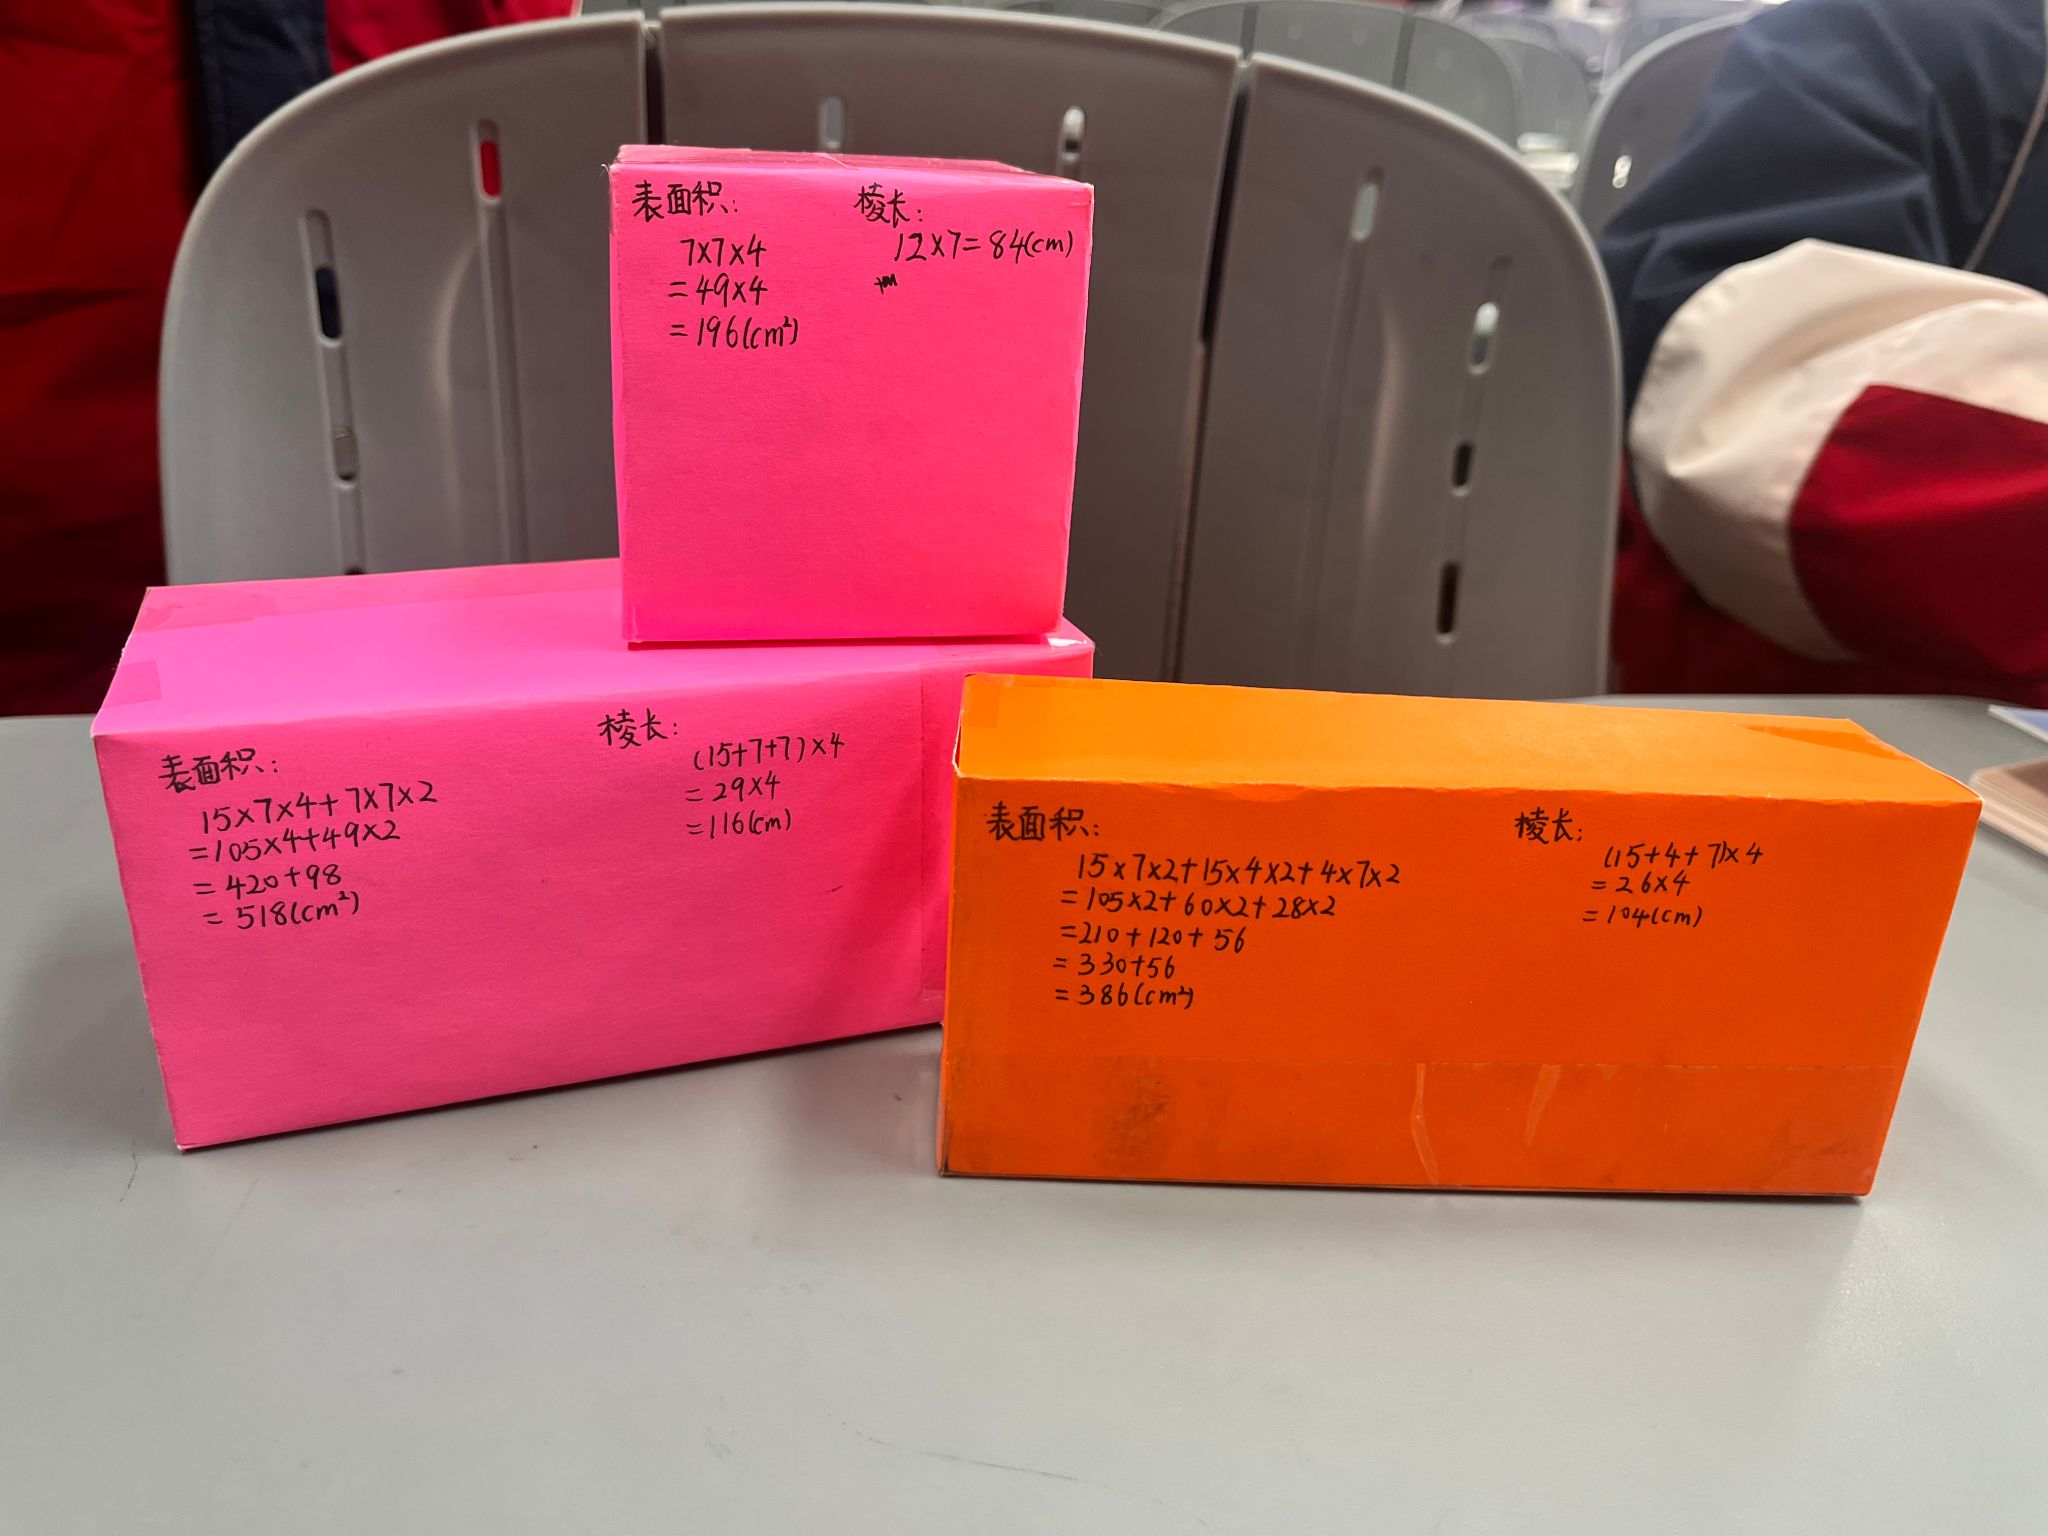 表面积:
7×7×4
=49×4
=196(cm²)
棱长:
12×7=84(cm)
表面积:
15×7×4+7×7×2
=105×4+49×2
=420+98
=518(cm²)
棱长:
(15+7+7)×4
=29×4
=116(cm)
表面积:
15×7×2+15×4×2+4×7×2
=105×2+60×2+28×2
=210+120+56
=330+56
=386(cm²)
棱长:
(15+4+7)×4
=26×4
=104(cm)